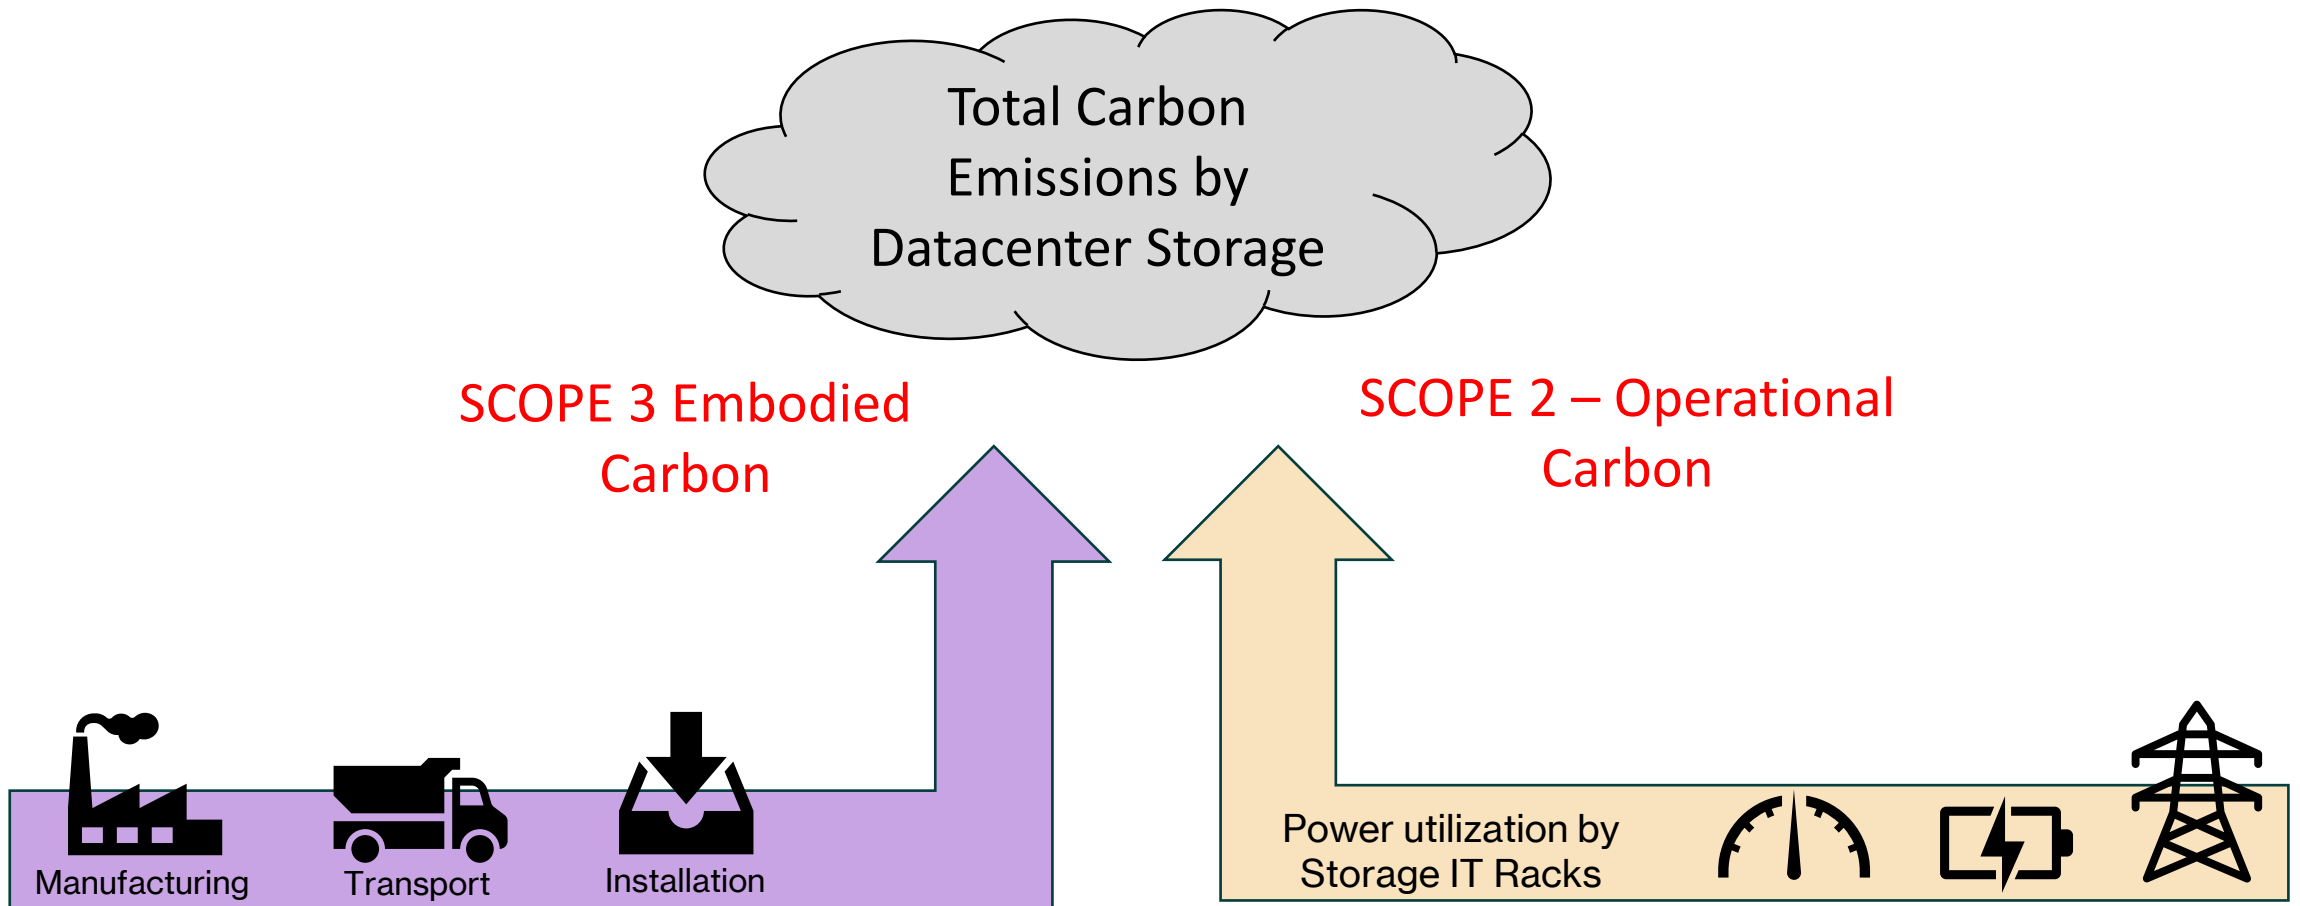 Total Carbon
Emissions by
Datacenter Storage
SCOPE 3 Embodied
Carbon
SCOPE 2 – Operational
Carbon
Manufacturing
Transport
Installation
Power utilization by
Storage IT Racks